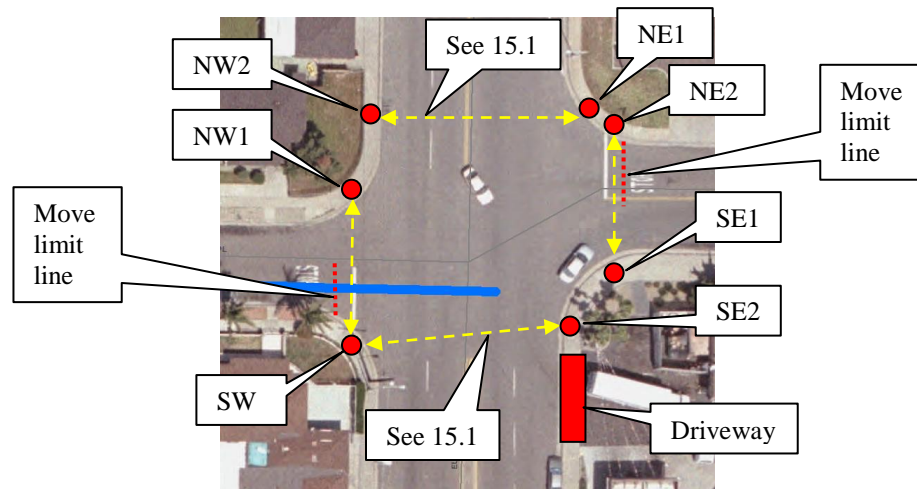 See 15.1
NE1
NW2
NE2
Move
limit
line
NW1
Move
limit
line
SE1
SE2
SW
See 15.1
Driveway